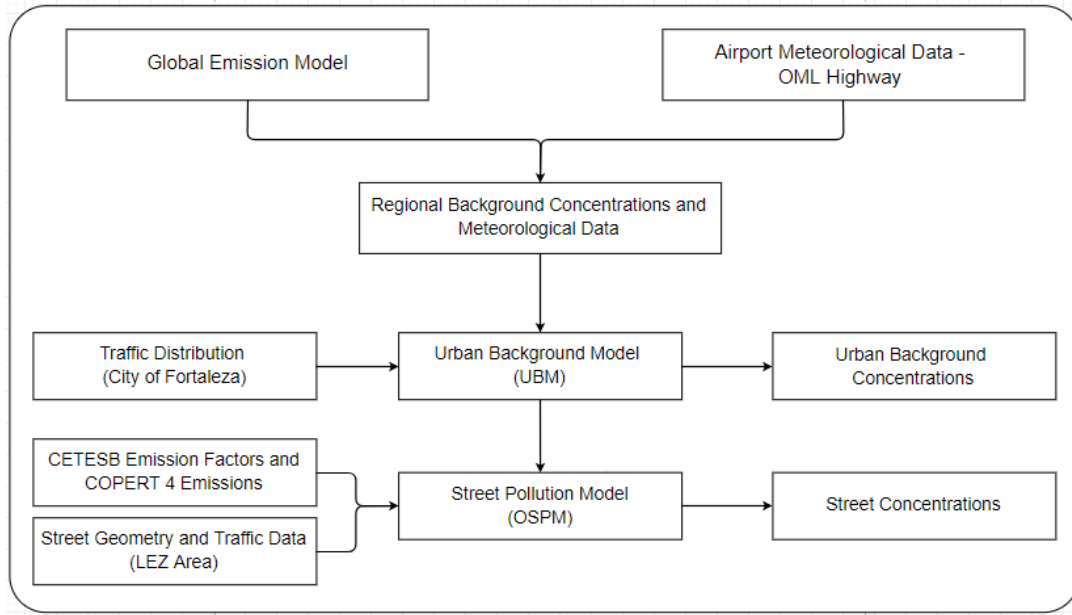 Global Emission Model
Airport Meteorological Data -
OML Highway
Regional Background Concentrations and
Meteorological Data
Traffic Distribution
(City of Fortaleza)
Urban Background Model
(UBM)
Urban Background
Concentrations
CETESB Emission Factors and
COPERT 4 Emissions
Street Pollution Model
(OSPM)
Street Concentrations
Street Geometry and Traffic Data
(LEZ Area)